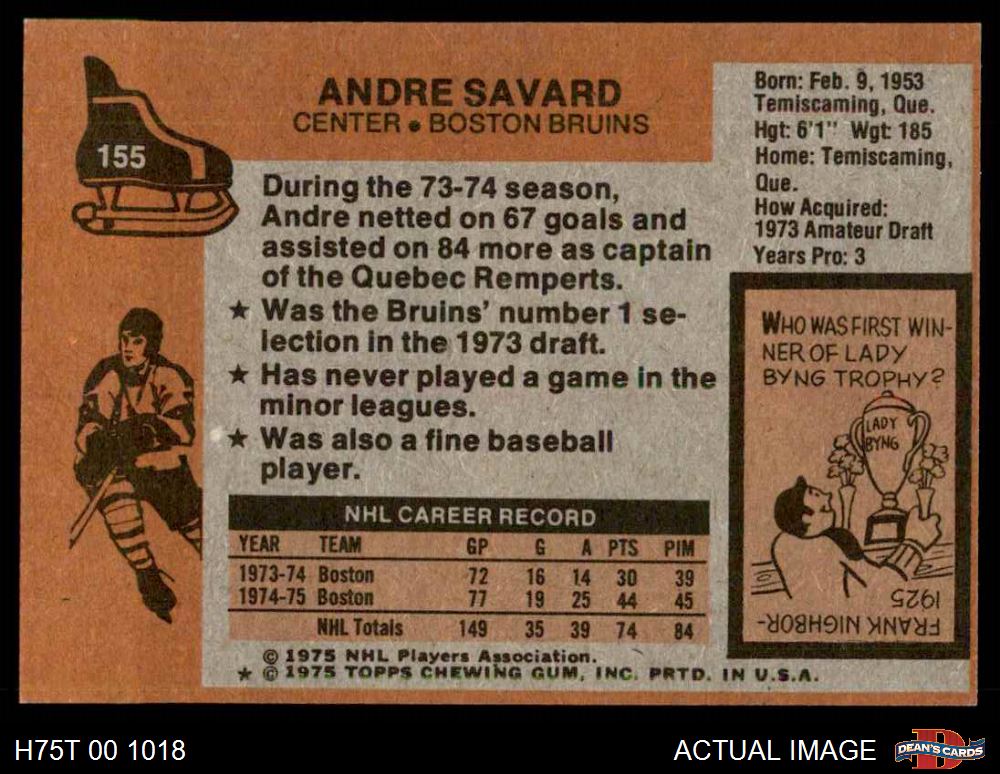 155
ANDRE SAVARD
CENTER • BOSTON BRUINS
During the 73-74 season,
Andre netted on 67 goals and
assisted on 84 more as captain
of the Quebec Remperts.
★ Was the Bruins' number 1 se-
lection in the 1973 draft.
★ Has never played a game in the
minor leagues.
★ Was also a fine baseball
player.
Born: Feb. 9, 1953
Temiscaming, Que.
Hgt: 6'1" Wgt: 185
Home: Temiscaming,
Que.
How Acquired:
1973 Amateur Draft
Years Pro: 3
WHO WAS FIRST WIN-
NER OF LADY
BYNG TROPHY?
LADY
BYNG
FRANK NIGHBOR-
1925
NHL CAREER RECORD
YEAR TEAM GP G A PTS PIM
1973-74 Boston 72 16 14 30 39
1974-75 Boston 77 19 25 44 45
NHL Totals 149 35 39 74 84
© 1975 NHL Players Association.
★ © 1975 TOPPS CHEWING GUM, INC. PRTD. IN U.S.A.
H75T 00 1018
ACTUAL IMAGE
D
DEAN'S CARDS